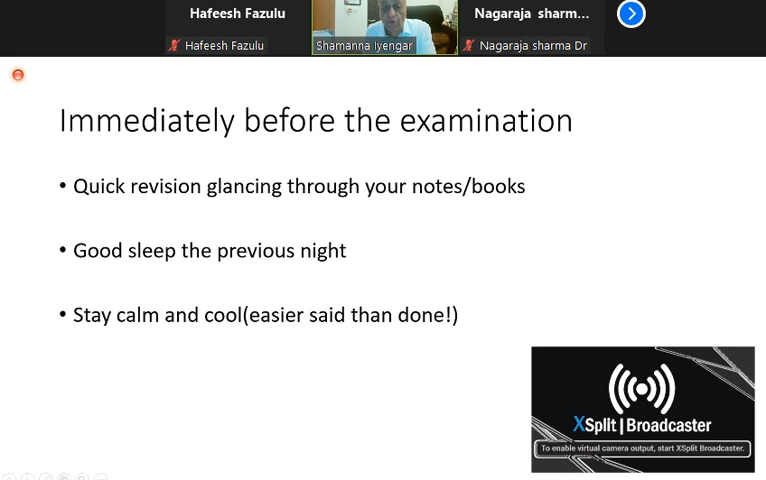 Hafeesh Fazulu
Nagaraja sharm...
Hafeesh Fazulu
Shamanna Iyengar
Nagaraja sharma Dr
Immediately before the examination
• Quick revision glancing through your notes/books
• Good sleep the previous night
• Stay calm and cool(easier said than done!)
XSplit | Broadcaster
To enable virtual camera output, start XSplit Broadcaster.